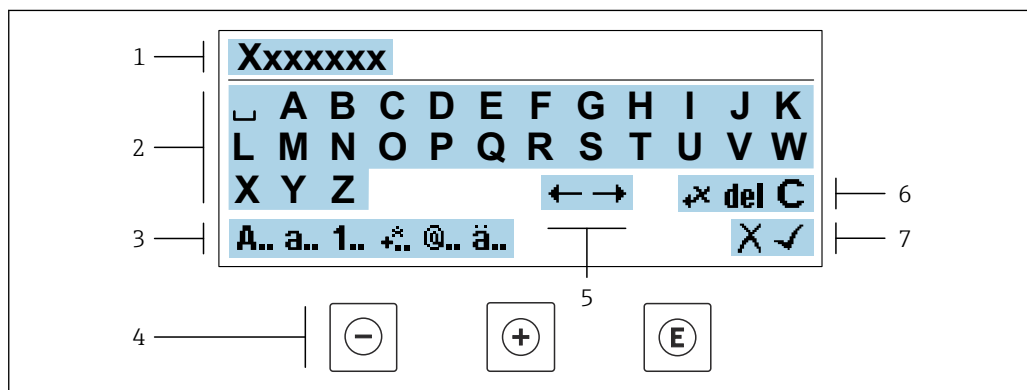 1
Xxxxxxx
2
␣ A B C D E F G H I J K
L M N O P Q R S T U V W
X Y Z ← → +× del C
6
3
A.. a.. 1.. +*.. @.. ä.. X ✓
7
5
4
− + E